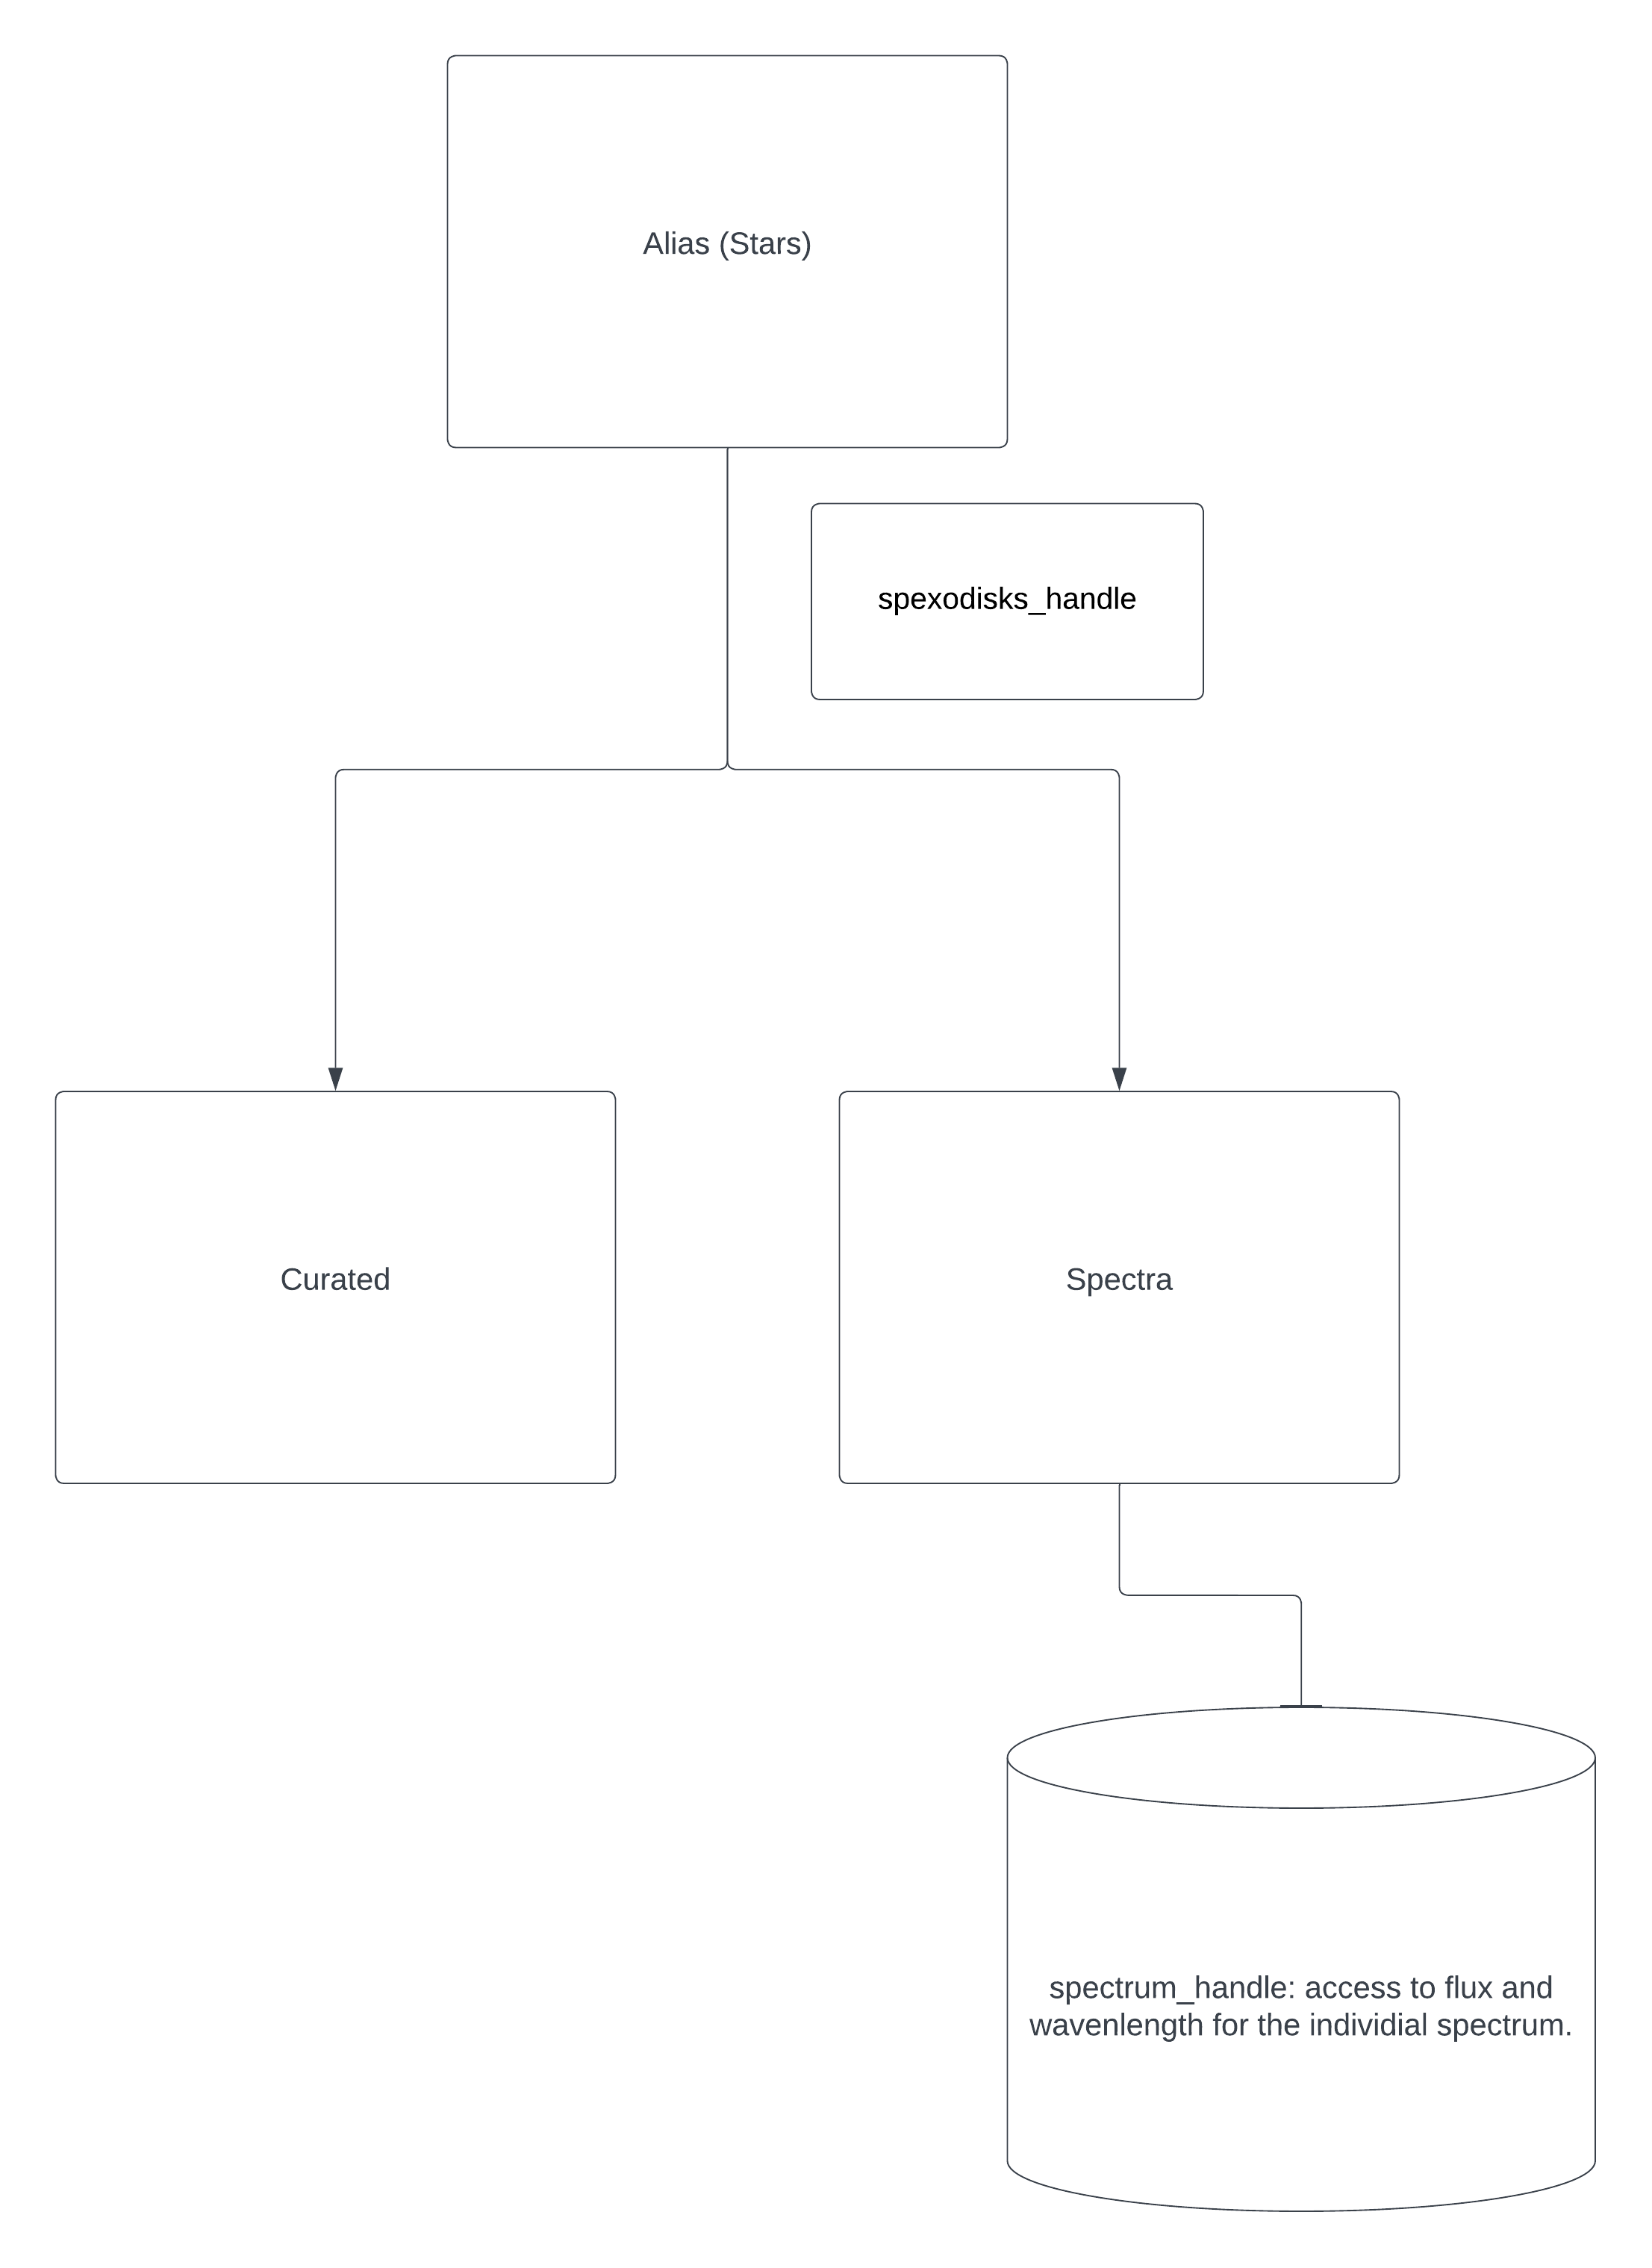 Alias (Stars)
spexodisks_handle
Curated
Spectra
spectrum_handle: access to flux and
wavenlength for the individial spectrum.